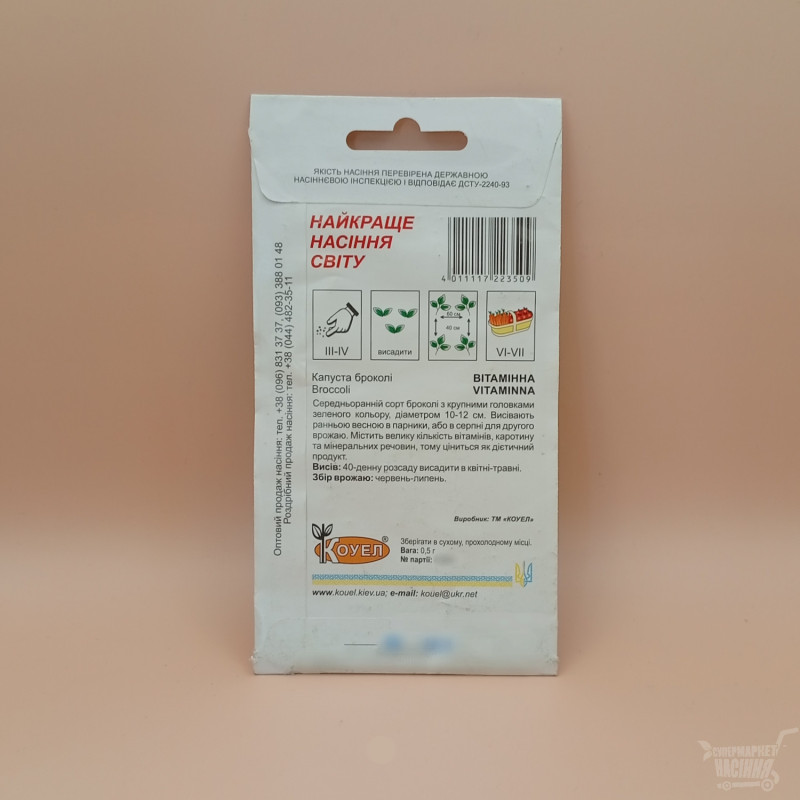 ЯКІСТЬ НАСІННЯ ПЕРЕВІРЕНА ДЕРЖАВНОЮ
НАСІННЄВОЮ ІНСПЕКЦІЄЮ І ВІДПОВІДАЄ ДСТУ-2240-93
НАЙКРАЩЕ
НАСІННЯ
СВІТУ
4 011117 223509
60 см
40 см
III-IV
висадити
VI-VII
Капуста броколі
ВІТАМІННА
Broccoli
VITAMINNA
Середньоранній сорт броколі з крупними головками
зеленого кольору, діаметром 10-12 см. Висівають
ранньою весною в парники, або в серпні для другого
врожаю. Містить велику кількість вітамінів, каротину
та мінеральних речовин, тому ціниться як дієтичний
продукт.
Висів: 40-денну розсаду висадити в квітні-травні.
Збір врожаю: червень-липень.
Виробник: ТМ «КОУЕЛ»
КОУЕЛ®
Зберігати в сухому, прохолодному місці.
Вага: 0,5 г
№ партії:
www.kouel.kiev.ua; e-mail: kouel@ukr.net
Оптовий продаж насіння: тел. +38 (096) 831 37 37, (093) 388 01 48
Роздрібний продаж насіння: тел. +38 (044) 482-35-11
СУПЕРМАРКЕТ
НАСІННЯ